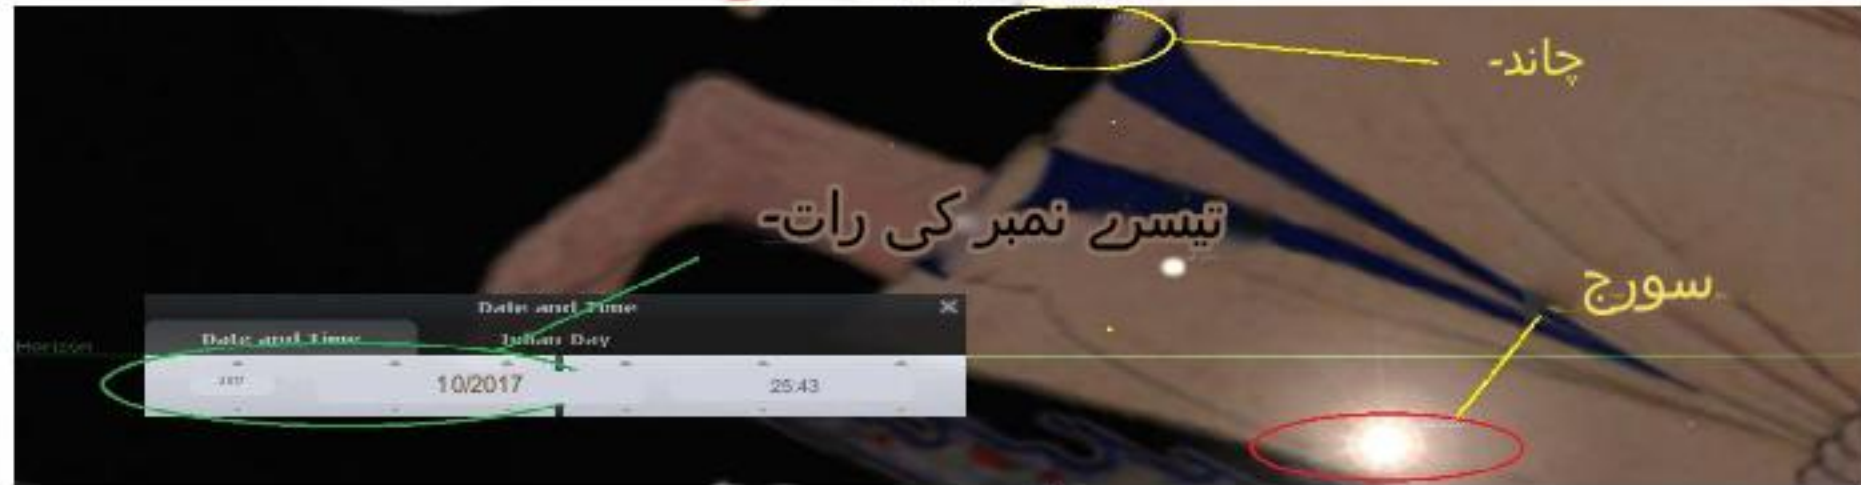 چاند-
تیسرے نمبر کی رات-
سورج
Date and Time
Date and Time
Julian Day
Horizon
10/2017
25:43